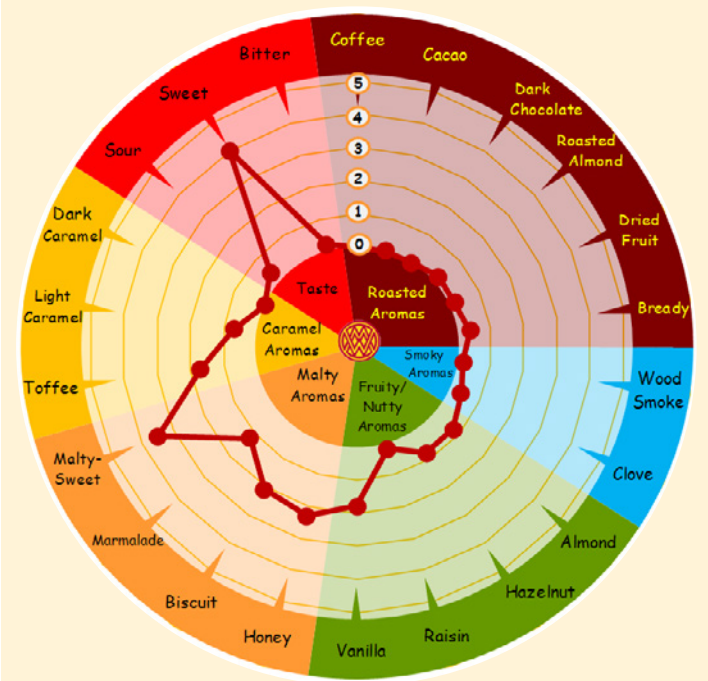 Coffee
Cacao
Dark
Chocolate
Roasted
Almond
Dried
Fruit
Bready
Wood
Smoke
Clove
Almond
Hazelnut
Raisin
Vanilla
Honey
Biscuit
Marmalade
Malty-
Sweet
Toffee
Light
Caramel
Dark
Caramel
Sour
Sweet
Bitter
5
4
3
2
1
0
Taste
Roasted
Aromas
Smoky
Aromas
Fruity/
Nutty
Aromas
Malty
Aromas
Caramel
Aromas